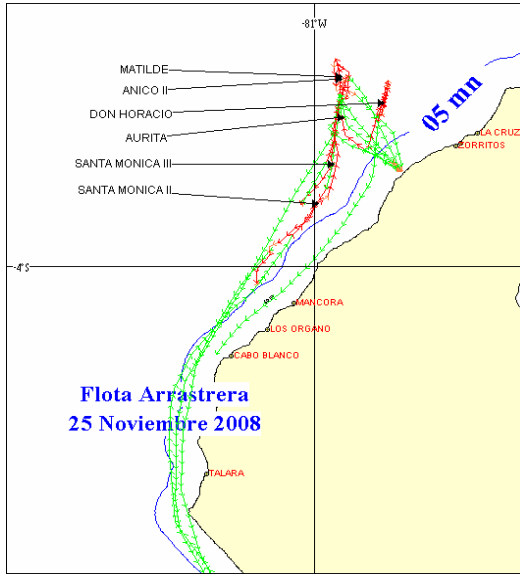 -81°W
MATILDE
ANICO II
DON HORACIO
AURITA
SANTA MONICA III
SANTA MONICA II
05 mn
LA CRUZ
ZORRITOS
-4°S
MANCORA
LOS ORGANO
CABO BLANCO
Flota Arrastrera
25 Noviembre 2008
TALARA